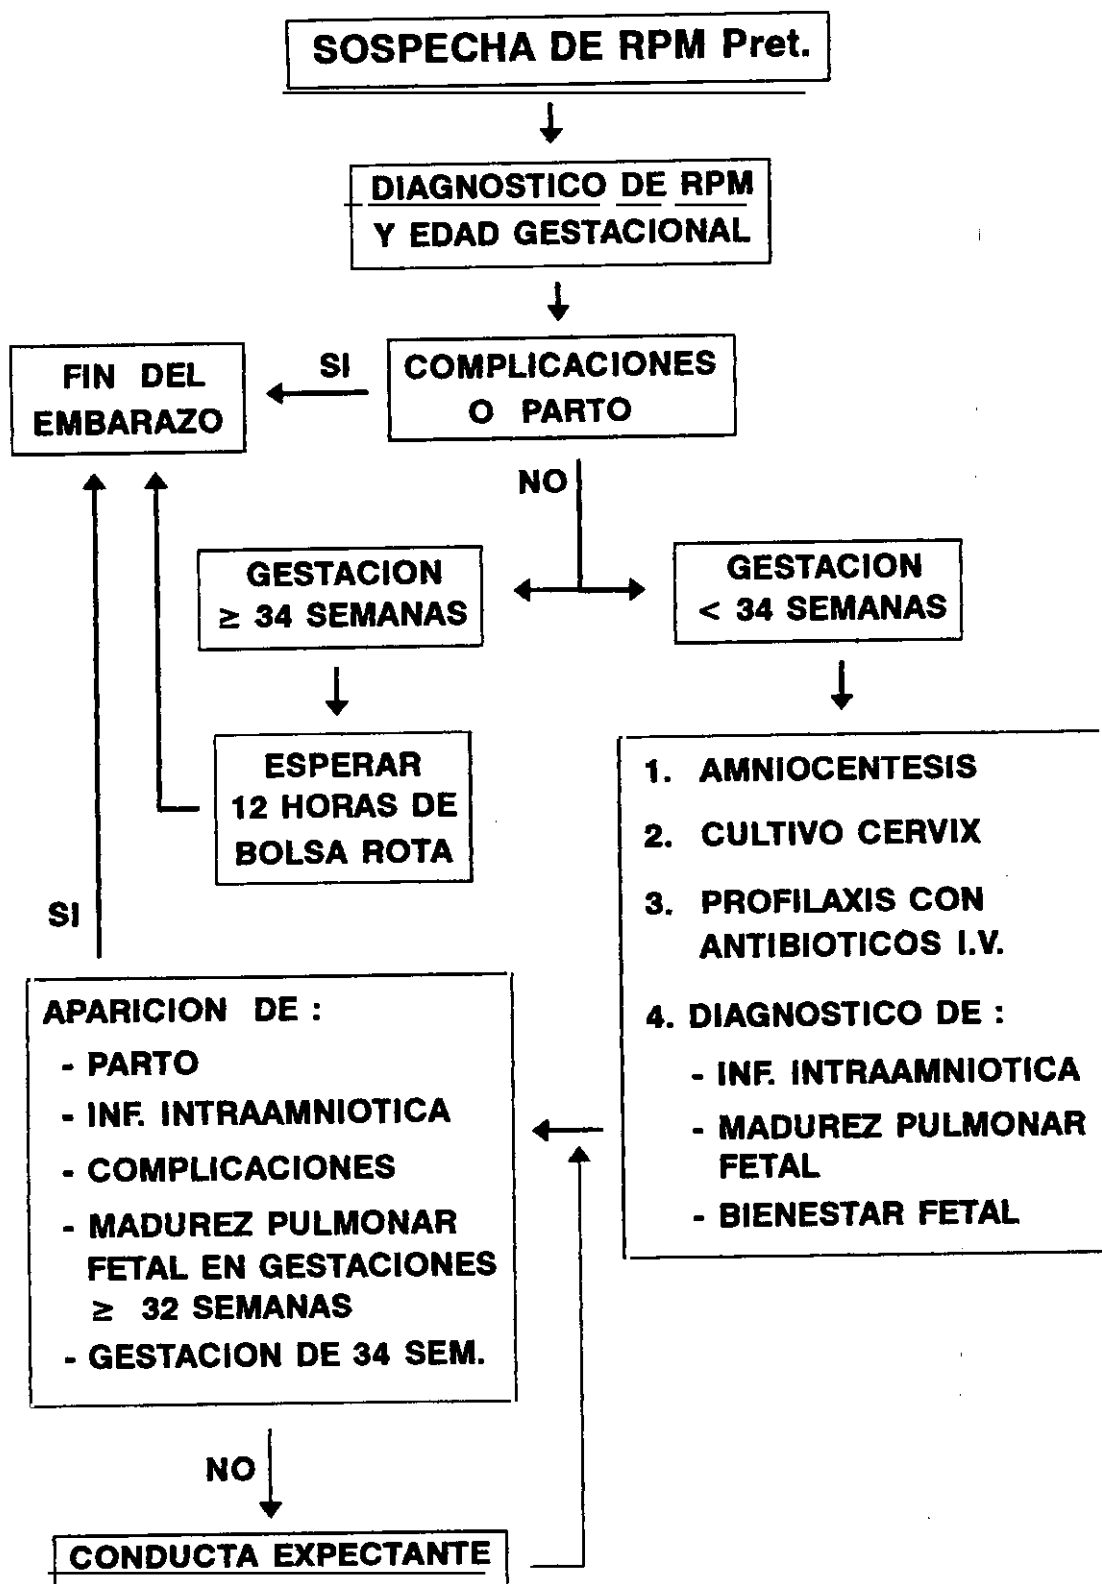 SOSPECHA DE RPM Pret.
DIAGNOSTICO DE RPM
Y EDAD GESTACIONAL
COMPLICACIONES
O PARTO
SI
FIN DEL
EMBARAZO
NO
GESTACION
≥ 34 SEMANAS
GESTACION
< 34 SEMANAS
ESPERAR
12 HORAS DE
BOLSA ROTA
1. AMNIOCENTESIS
2. CULTIVO CERVIX
3. PROFILAXIS CON
ANTIBIOTICOS I.V.
4. DIAGNOSTICO DE :
- INF. INTRAAMNIOTICA
- MADUREZ PULMONAR
FETAL
- BIENESTAR FETAL
SI
APARICION DE :
- PARTO
- INF. INTRAAMNIOTICA
- COMPLICACIONES
- MADUREZ PULMONAR
FETAL EN GESTACIONES
≥ 32 SEMANAS
- GESTACION DE 34 SEM.
NO
CONDUCTA EXPECTANTE